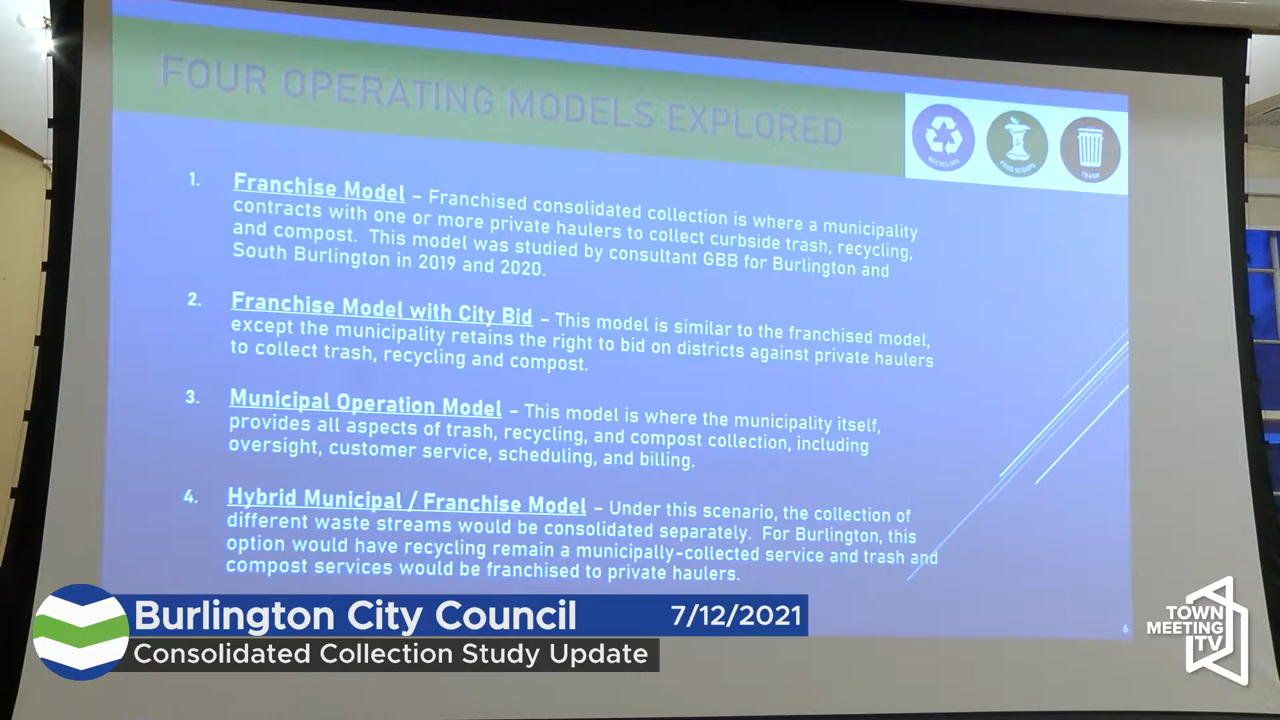 FOUR OPERATING MODELS EXPLORED
RECYCLING
FOOD SCRAPS
TRASH
1. Franchise Model – Franchised consolidated collection is where a municipality
contracts with one or more private haulers to collect curbside trash, recycling,
and compost. This model was studied by consultant GBB for Burlington and
South Burlington in 2019 and 2020.
2. Franchise Model with City Bid – This model is similar to the franchised model,
except the municipality retains the right to bid on districts against private haulers
to collect trash, recycling and compost.
3. Municipal Operation Model – This model is where the municipality itself,
provides all aspects of trash, recycling, and compost collection, including
oversight, customer service, scheduling, and billing.
4. Hybrid Municipal / Franchise Model – Under this scenario, the collection of
different waste streams would be consolidated separately. For Burlington, this
option would have recycling remain a municipally-collected service and trash and
compost services would be franchised to private haulers.
6
Burlington City Council 7/12/2021
Consolidated Collection Study Update
TOWN
MEETING
TV